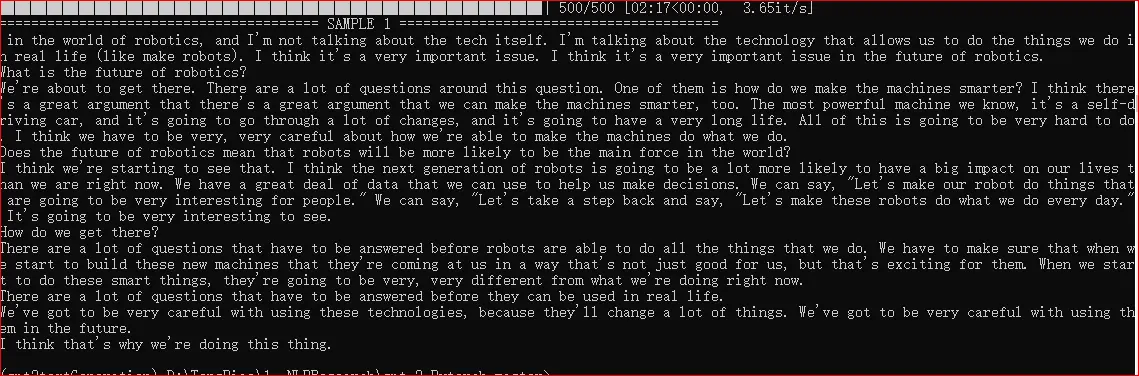 500/500 [02:17<00:00, 3.65it/s]
======================================== SAMPLE 1 ========================================
in the world of robotics, and I'm not talking about the tech itself. I'm talking about the technology that allows us to do the things we do i
n real life (like make robots). I think it's a very important issue. I think it's a very important issue in the future of robotics.
What is the future of robotics?
We're about to get there. There are a lot of questions around this question. One of them is how do we make the machines smarter? I think there
's a great argument that there's a great argument that we can make the machines smarter, too. The most powerful machine we know, it's a self-d
riving car, and it's going to go through a lot of changes, and it's going to have a very long life. All of this is going to be very hard to do
. I think we have to be very, very careful about how we're able to make the machines do what we do.
Does the future of robotics mean that robots will be more likely to be the main force in the world?
I think we're starting to see that. I think the next generation of robots is going to be a lot more likely to have a big impact on our lives t
han we are right now. We have a great deal of data that we can use to help us make decisions. We can say, "Let's make our robot do things that
are going to be very interesting for people." We can say, "Let's take a step back and say, "Let's make these robots do what we do every day."
It's going to be very interesting to see.
How do we get there?
There are a lot of questions that have to be answered before robots are able to do all the things that we do. We have to make sure that when w
e start to build these new machines that they're coming at us in a way that's not just good for us, but that's exciting for them. When we star
t to do these smart things, they're going to be very, very different from what we're doing right now.
There are a lot of questions that have to be answered before they can be used in real life.
We've got to be very careful with using these technologies, because they'll change a lot of things. We've got to be very careful with using th
em in the future.
I think that's why we're doing this thing.